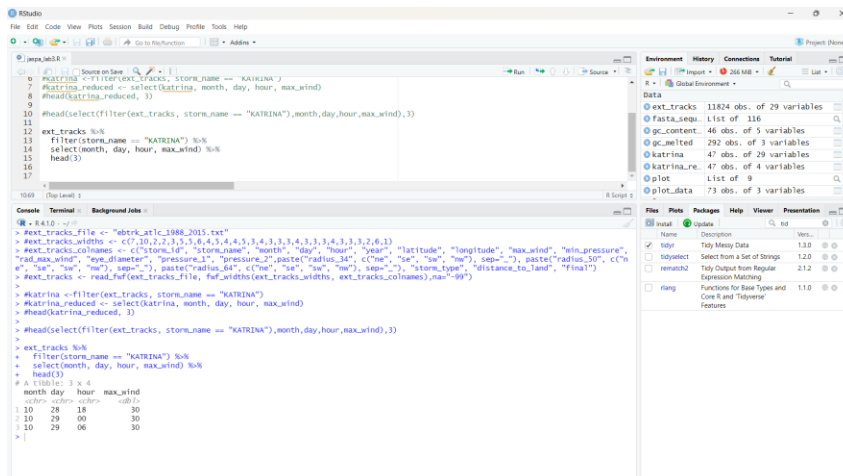 RStudio
File Edit Code View Plots Session Build Debug Profile Tools Help
Go to file/function Addins
Project: (None
jaspa_lab3.R
Source on Save Run Source
6 #katrina <-filter(ext_tracks, storm_name == "KATRINA")
7 #katrina_reduced <- select(katrina, month, day, hour, max_wind)
8 #head(katrina_reduced, 3)
9
10 #head(select(filter(ext_tracks, storm_name == "KATRINA"),month,day,hour,max_wind),3)
11
12 ext_tracks %>%
13 filter(storm_name == "KATRINA") %>%
14 select(month, day, hour, max_wind) %>%
15 head(3)
16
17
10:69 (Top Level) R Script
Console Terminal Background Jobs
R 4.1.0 · ~/
> #ext_tracks_file <- "ebtrk_atlc_1988_2015.txt"
> #ext_tracks_widths <- c(7,10,2,2,3,5,5,6,4,5,4,4,5,3,4,3,3,3,4,3,3,3,4,3,3,3,2,6,1)
> #ext_tracks_colnames <- c("storm_id", "storm_name", "month", "day", "hour", "year", "latitude", "longitude", "max_wind", "min_pressure",
"rad_max_wind", "eye_diameter", "pressure_1", "pressure_2",paste("radius_34", c("ne", "se", "sw", "nw"), sep="_"), paste("radius_50", c("n
e", "se", "sw", "nw"), sep="_"), paste("radius_64", c("ne", "se", "sw", "nw"), sep="_"), "storm_type", "distance_to_land", "final")
> #ext_tracks <- read_fwf(ext_tracks_file, fwf_widths(ext_tracks_widths, ext_tracks_colnames),na="-99")
>
> #katrina <-filter(ext_tracks, storm_name == "KATRINA")
> #katrina_reduced <- select(katrina, month, day, hour, max_wind)
> #head(katrina_reduced, 3)
>
> #head(select(filter(ext_tracks, storm_name == "KATRINA"),month,day,hour,max_wind),3)
>
> ext_tracks %>%
+ filter(storm_name == "KATRINA") %>%
+ select(month, day, hour, max_wind) %>%
+ head(3)
# A tibble: 3 x 4
month day hour max_wind
<chr> <chr> <chr> <dbl>
1 10 28 18 30
2 10 29 00 30
3 10 29 06 30
>
Environment History Connections Tutorial
Import 266 MiB List
R Global Environment
Data
ext_tracks 11824 obs. of 29 variables
fasta_sequ… List of 116
gc_content… 46 obs. of 5 variables
gc_melted 292 obs. of 3 variables
katrina 47 obs. of 29 variables
katrina_re… 47 obs. of 4 variables
plot List of 9
plot_data 73 obs. of 3 variables
Files Plots Packages Help Viewer Presentation
Install Update tid
Name Description Vers…
tidyr Tidy Messy Data 1.3.0
tidyselect Select from a Set of Strings 1.2.0
rematch2 Tidy Output from Regular Expression Matching 2.1.2
rlang Functions for Base Types and Core R and 'Tidyverse' Features 1.1.0